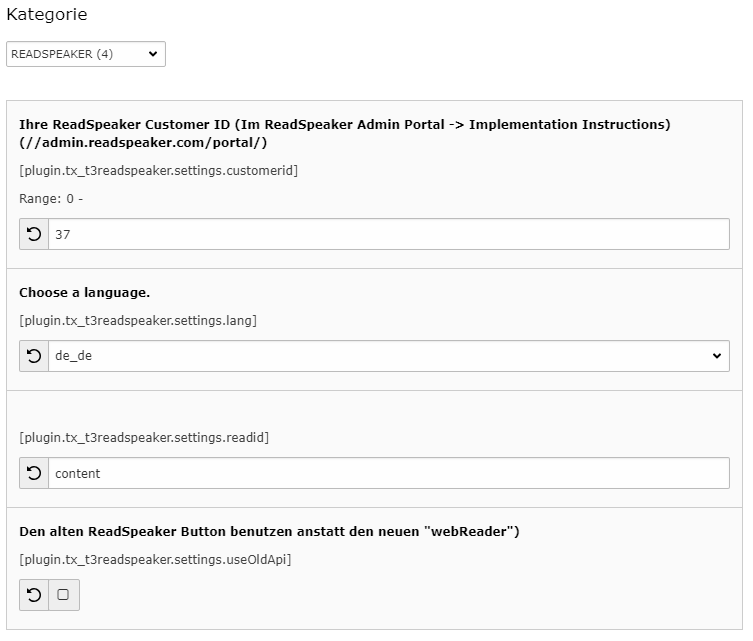 Kategorie
READSPEAKER (4)
Ihre ReadSpeaker Customer ID (Im ReadSpeaker Admin Portal -> Implementation Instructions)
(//admin.readspeaker.com/portal/)
[plugin.tx_t3readspeaker.settings.customerid]
Range: 0 -
37
Choose a language.
[plugin.tx_t3readspeaker.settings.lang]
de_de
[plugin.tx_t3readspeaker.settings.readid]
content
Den alten ReadSpeaker Button benutzen anstatt den neuen "webReader")
[plugin.tx_t3readspeaker.settings.useOldApi]